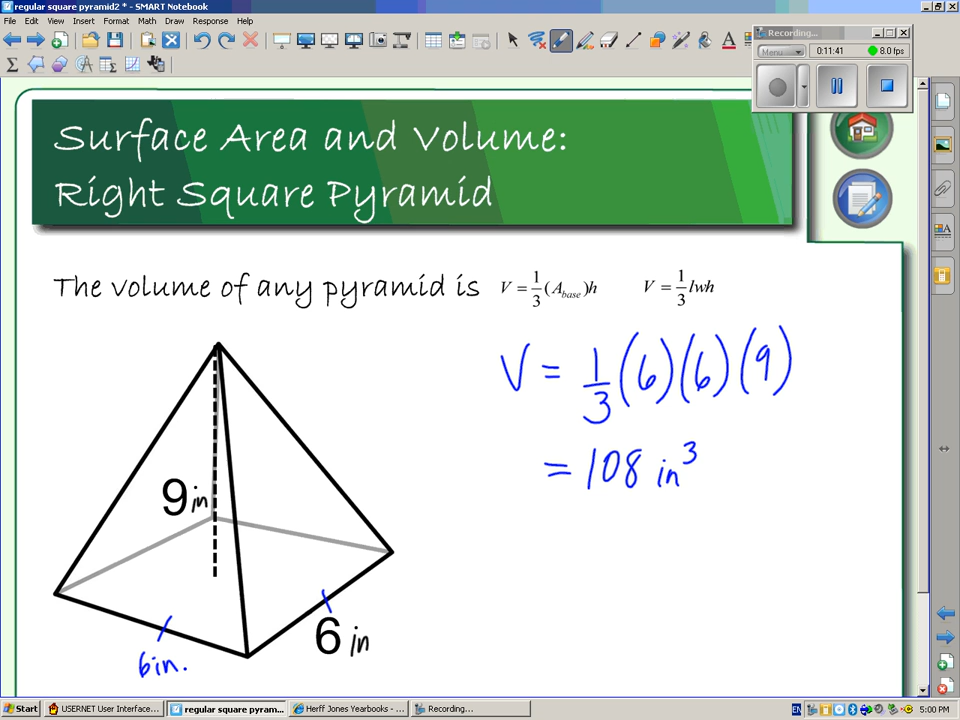 regular square pyramid2 * - SMART Notebook
File Edit View Insert Format Math Draw Response Help
Recording...
Menu
0:11:41
8.0 fps
Surface Area and Volume:
Right Square Pyramid
The volume of any pyramid is V = 1/3 (A_base)h V = 1/3 lwh
V = 1/3 (6)(6)(9)
= 108 in³
9 in
6 in
6 in.
Start USERNET User Interface... regular square pyram... Herff Jones Yearbooks - ... Recording... EN 5:00 PM